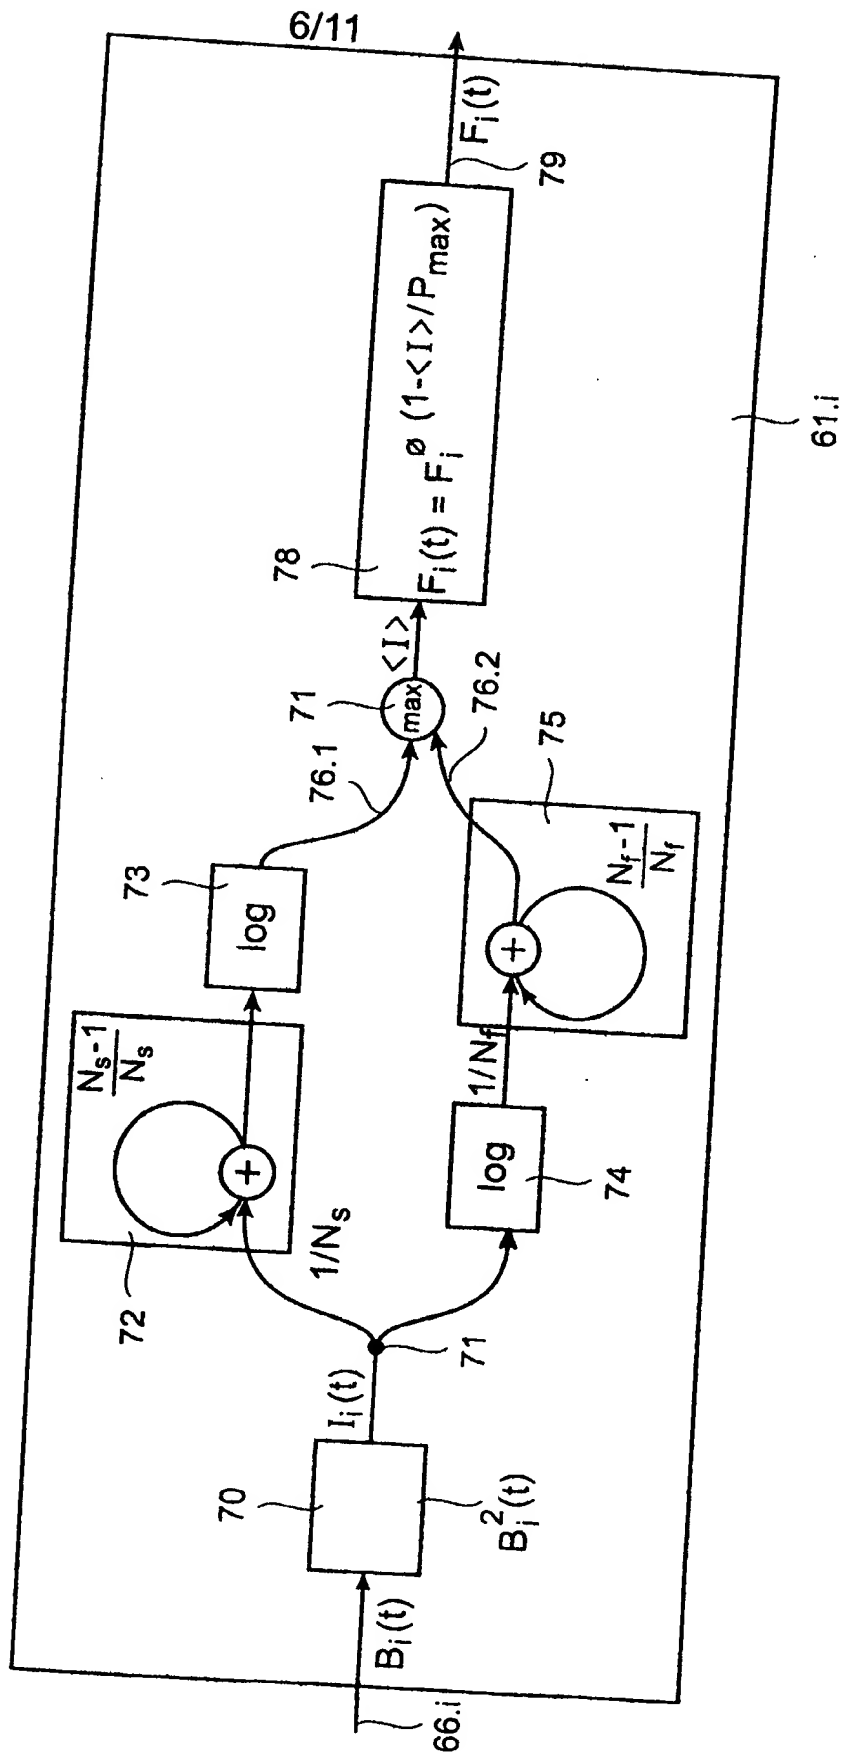 6/11
66.i
B_i(t)
70
B_i^2(t)
I_i(t)
71
72
1/N_s
+
N_s-1
N_s
73
log
76.1
74
log
1/N_f
75
+
N_f-1
N_f
76.2
71
max
<I>
78
F_i(t) = F_i^ø (1-<I>/P_max)
79
F_i(t)
61.i